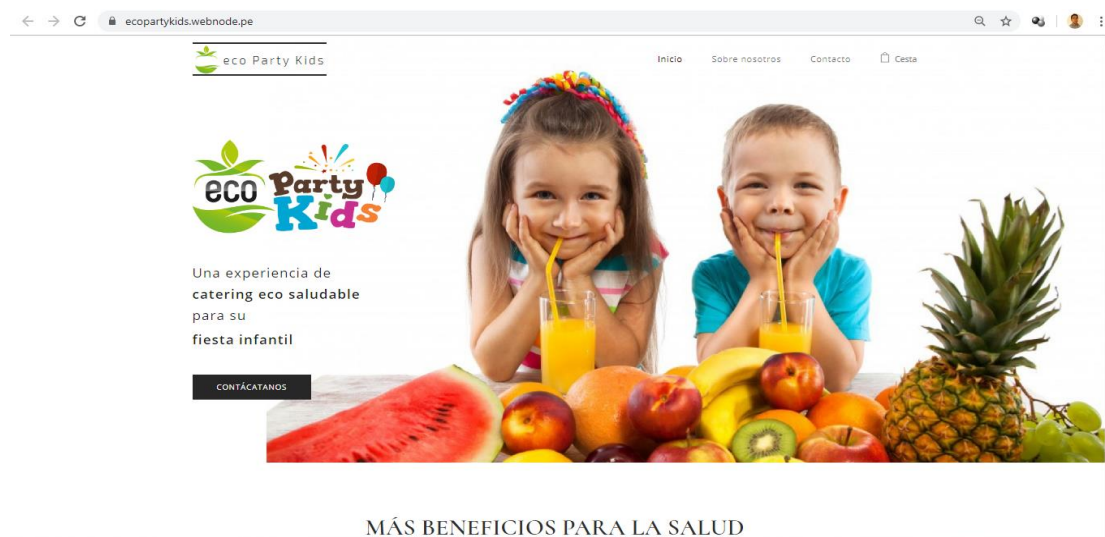 ecopartykids.webnode.pe
eco Party Kids
Inicio Sobre nosotros Contacto Cesta
eco Party
Kids
Una experiencia de
catering eco saludable
para su
fiesta infantil
CONTÁCATANOS
MÁS BENEFICIOS PARA LA SALUD